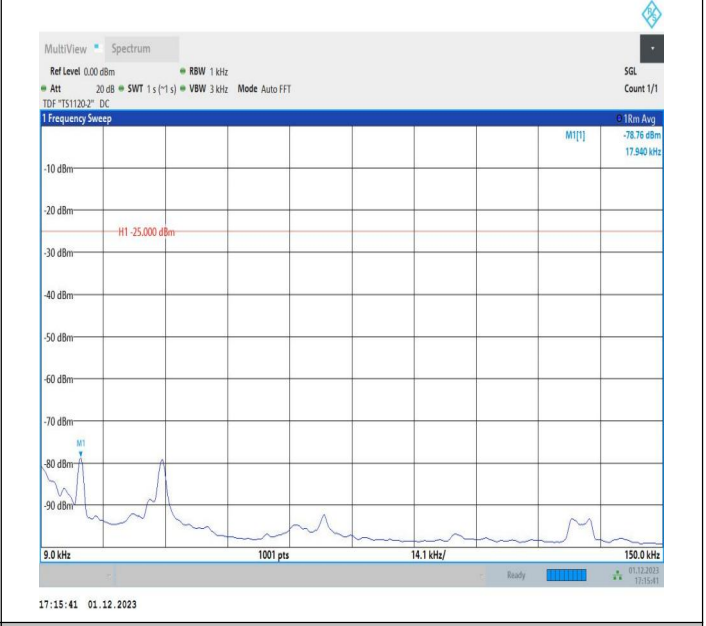 R S
MultiView Spectrum
Ref Level 0.00 dBm RBW 1 kHz SGL
Att 20 dB SWT 1 s (~1 s) VBW 3 kHz Mode Auto FFT Count 1/1
TDF "TS1120-2" DC
1 Frequency Sweep 1Rm Avg
M1[1] -78.76 dBm
17.940 kHz
-10 dBm
-20 dBm
H1 -25.000 dBm
-30 dBm
-40 dBm
-50 dBm
-60 dBm
-70 dBm
M1
-80 dBm
-90 dBm
9.0 kHz 1001 pts 14.1 kHz/ 150.0 kHz
Ready 01.12.2023
17:15:41
17:15:41 01.12.2023